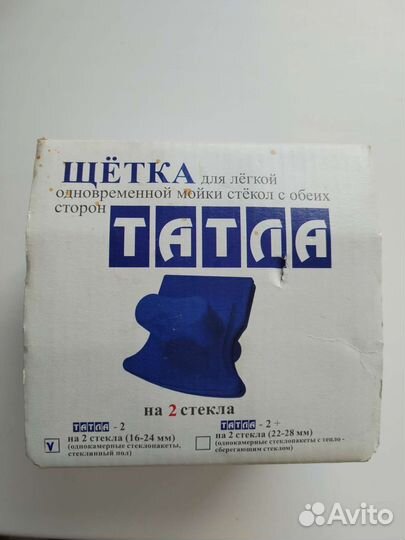 ЩЁТКА для лёгкой
одновременной мойки стёкол с обеих
сторон ТАТЛА
на 2 стекла
ТАТЛА - 2
на 2 стекла (16-24 мм)
(однокамерные стеклопакеты,
стеклянный пол)
V
ТАТЛА - 2 +
на 2 стекла (22-28 мм)
(однокамерные стеклопакеты с тепло -
сберегающим стеклом)
Avito